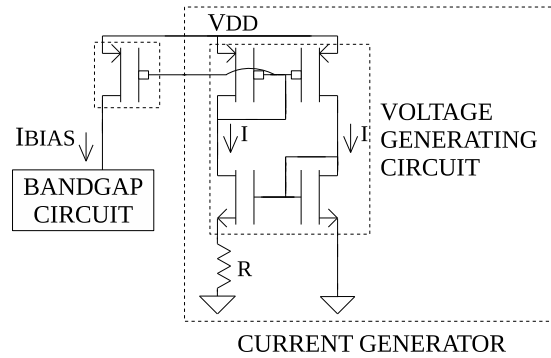 VDD
VOLTAGE
GENERATING
CIRCUIT
IBIAS
I
I
BANDGAP
CIRCUIT
R
CURRENT GENERATOR